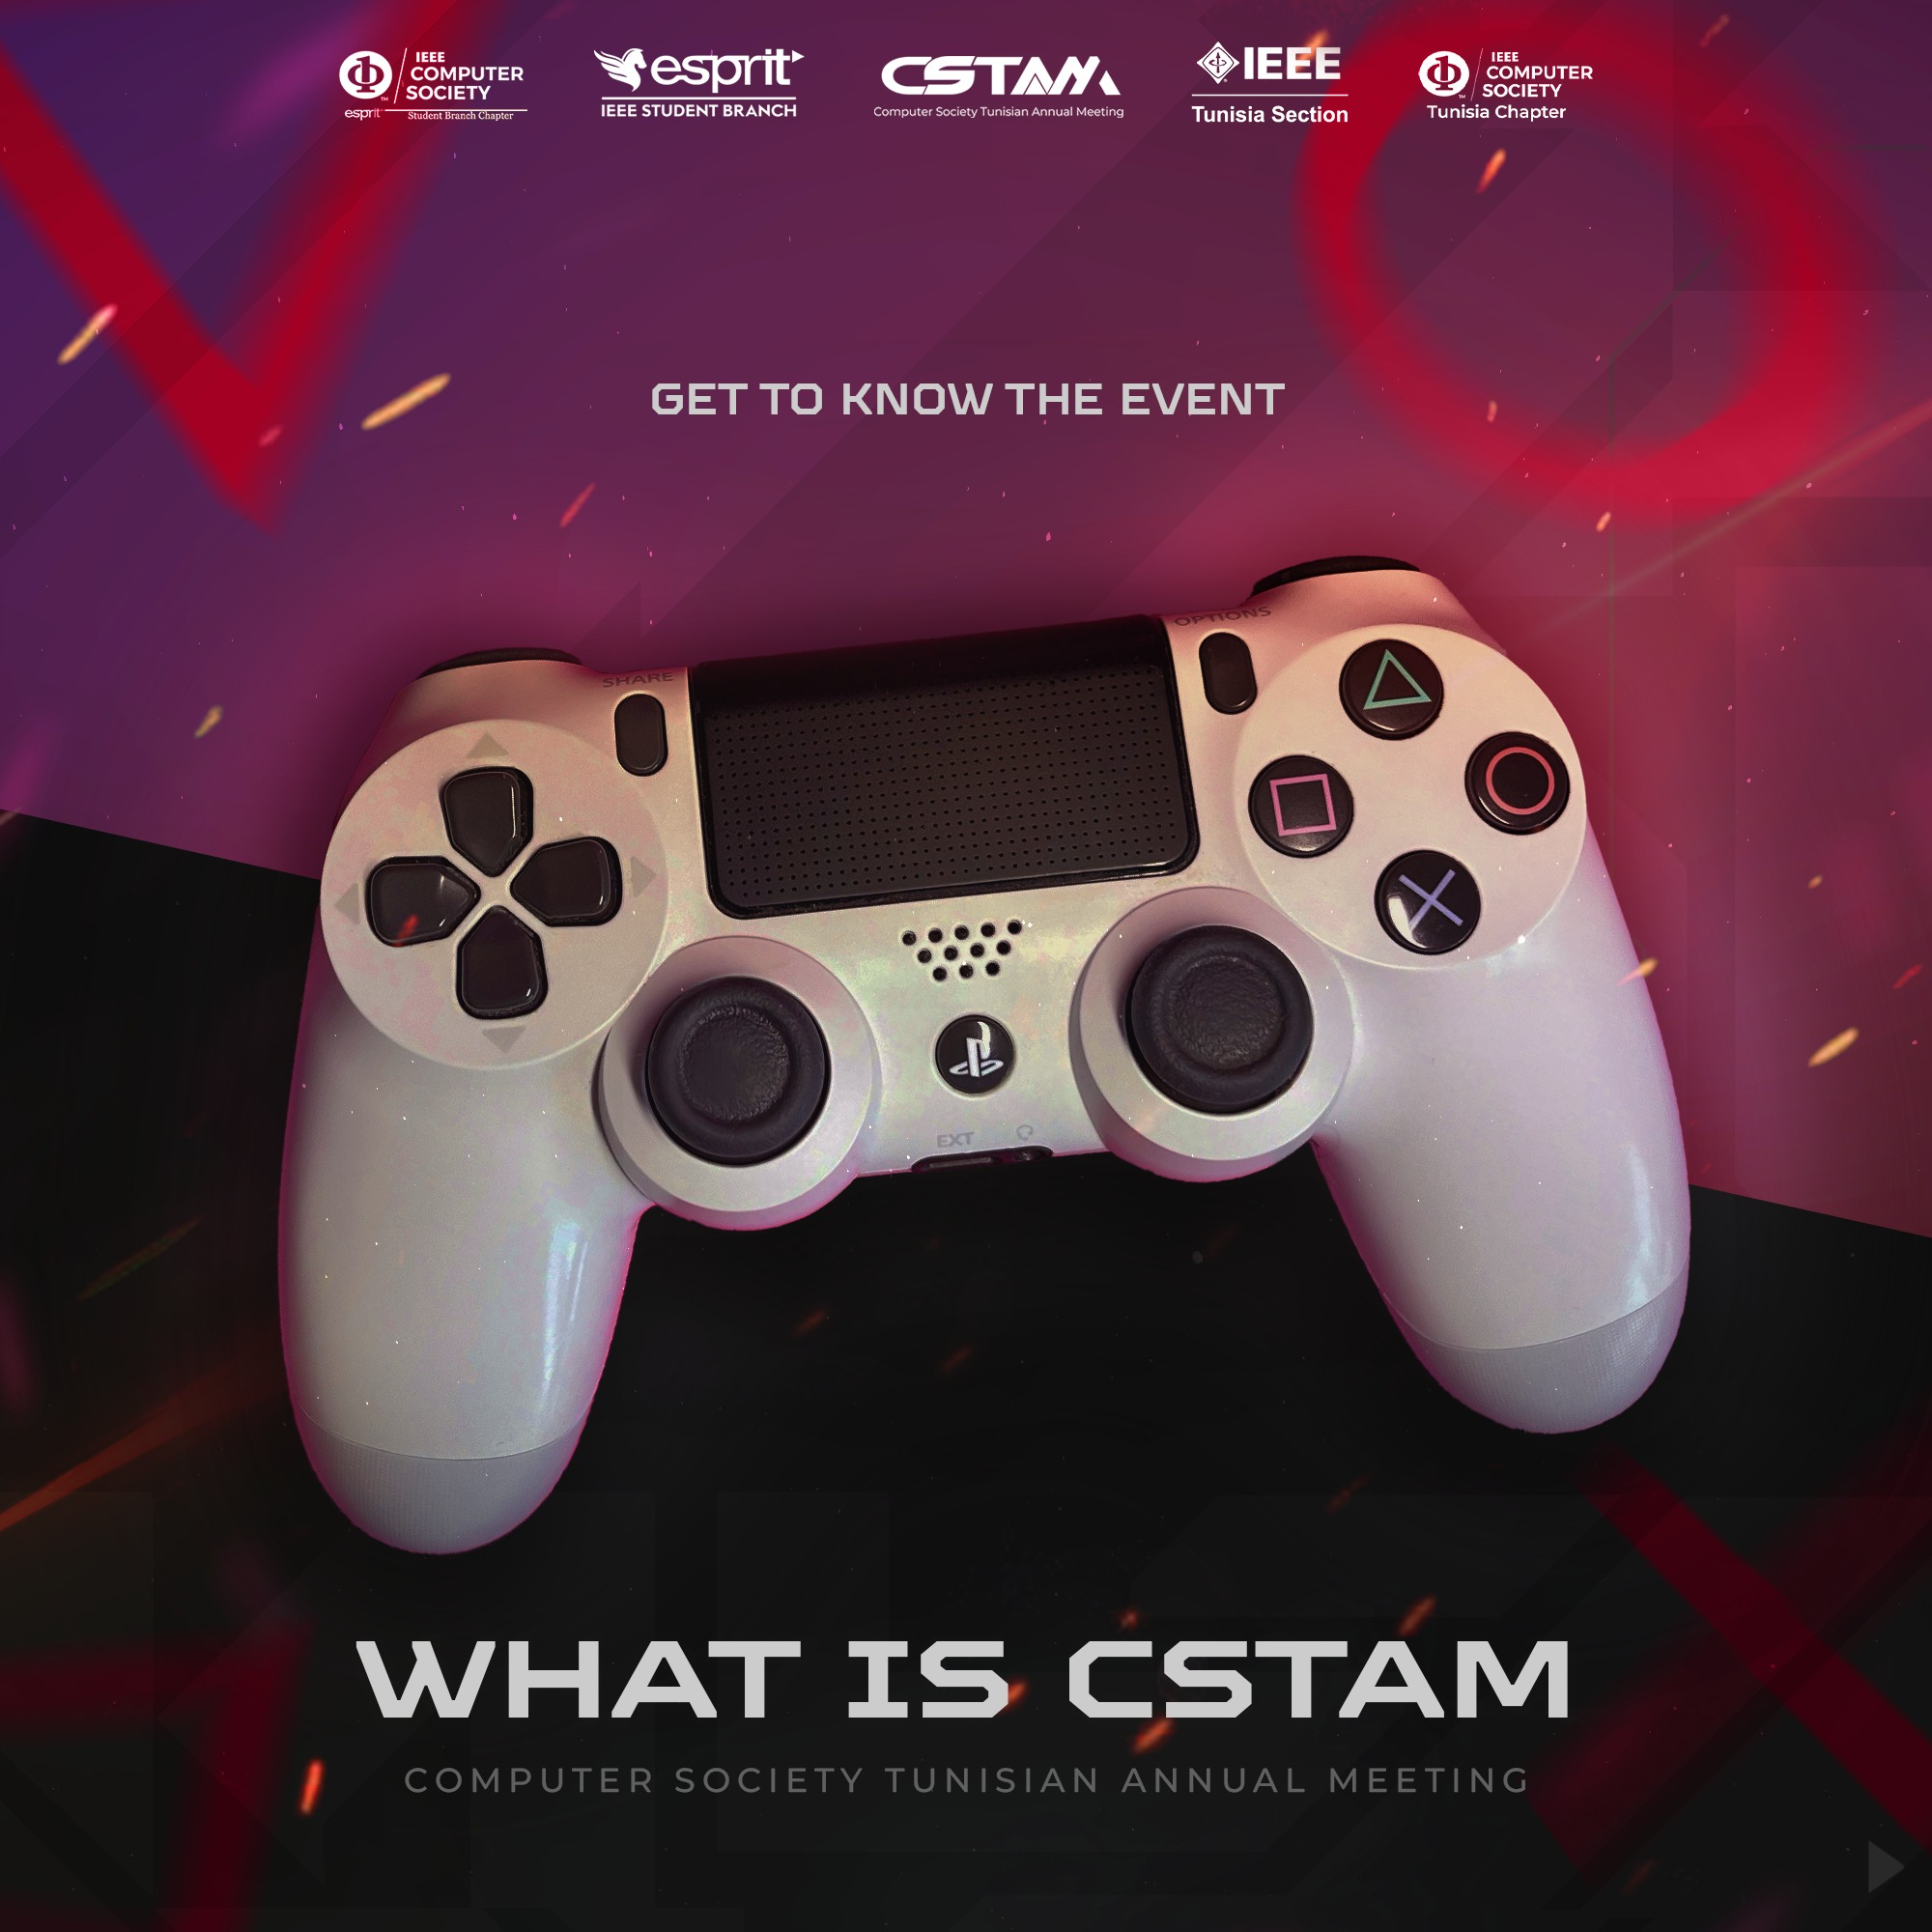 IEEE
COMPUTER
SOCIETY
esprit
Student Branch Chapter
esprit
IEEE STUDENT BRANCH
CSTAM
Computer Society Tunisian Annual Meeting
IEEE
Tunisia Section
IEEE
COMPUTER
SOCIETY
Tunisia Chapter
GET TO KNOW THE EVENT
SHARE
OPTIONS
EXT
WHAT IS CSTAM
COMPUTER SOCIETY TUNISIAN ANNUAL MEETING